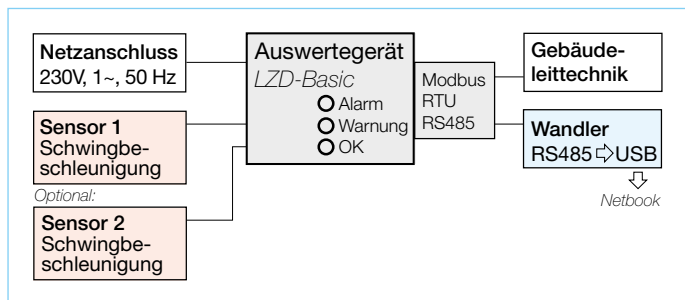 Netzanschluss
230V, 1~, 50 Hz
Sensor 1
Schwingbe-
schleunigung
Optional:
Sensor 2
Schwingbe-
schleunigung
Auswertegerät
LZD-Basic
Alarm
Warnung
OK
Modbus
RTU
RS485
Gebäude-
leittechnik
Wandler
RS485 ⇨ USB
Netbook